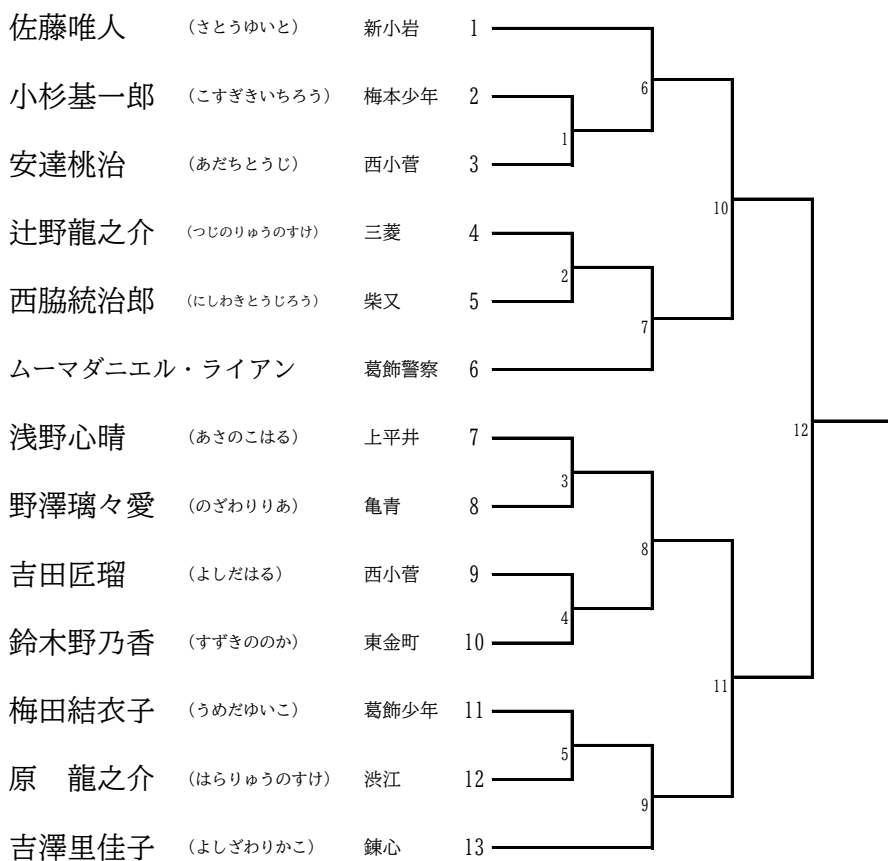 佐藤唯人 （さとうゆいと） 新小岩 1
6
小杉基一郎 （こすぎきいちろう） 梅本少年 2
1
安達桃治 （あだちとうじ） 西小菅 3
10
辻野龍之介 （つじのりゅうのすけ） 三菱 4
2
西脇統治郎 （にしわきとうじろう） 柴又 5
7
ムーマダニエル・ライアン 葛飾警察 6
12
浅野心晴 （あさのこはる） 上平井 7
3
野澤璃々愛 （のざわりりあ） 亀青 8
8
吉田匠瑠 （よしだはる） 西小菅 9
4
鈴木野乃香 （すずきののか） 東金町 10
11
梅田結衣子 （うめだゆいこ） 葛飾少年 11
5
原　龍之介 （はらりゅうのすけ） 渋江 12
9
吉澤里佳子 （よしざわりかこ） 錬心 13